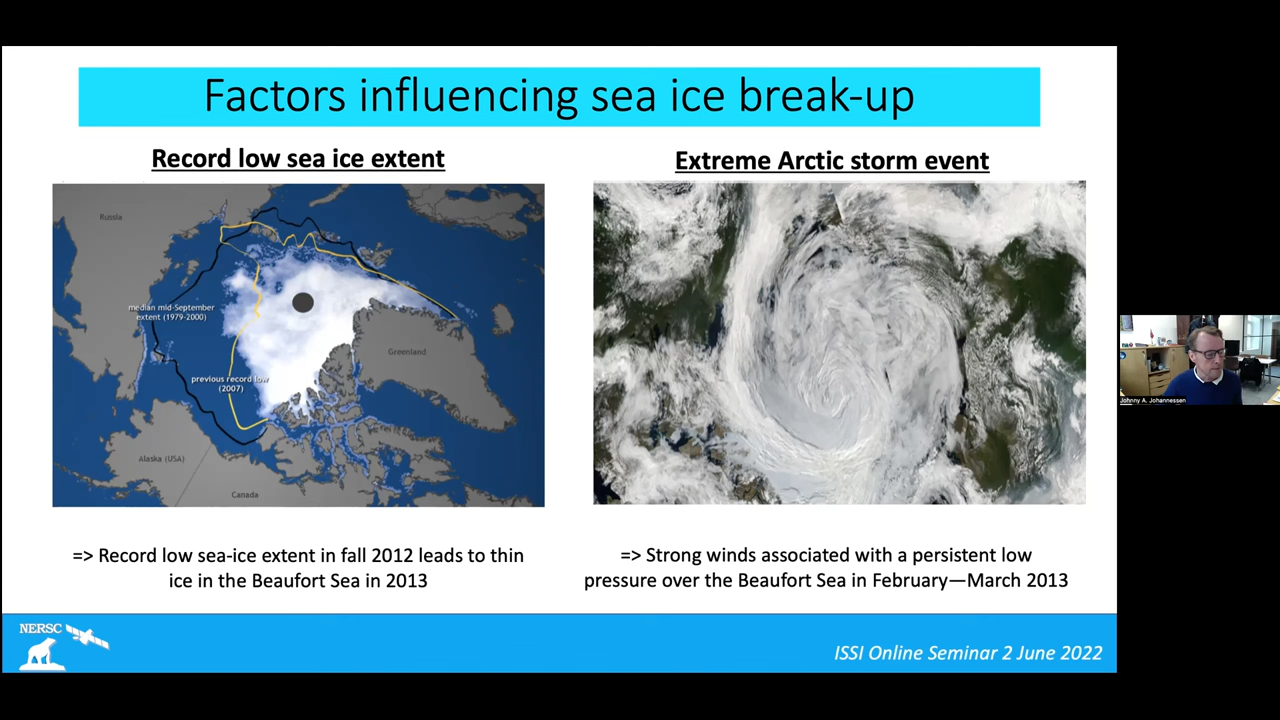 Factors influencing sea ice break-up
Record low sea ice extent
Extreme Arctic storm event
Russia
median mid-September
extent (1979-2000)
previous record low
(2007)
Greenland
Alaska (USA)
Canada
=> Record low sea-ice extent in fall 2012 leads to thin
ice in the Beaufort Sea in 2013
=> Strong winds associated with a persistent low
pressure over the Beaufort Sea in February—March 2013
NERSC
ISSI Online Seminar 2 June 2022
Johnny A. Johannessen